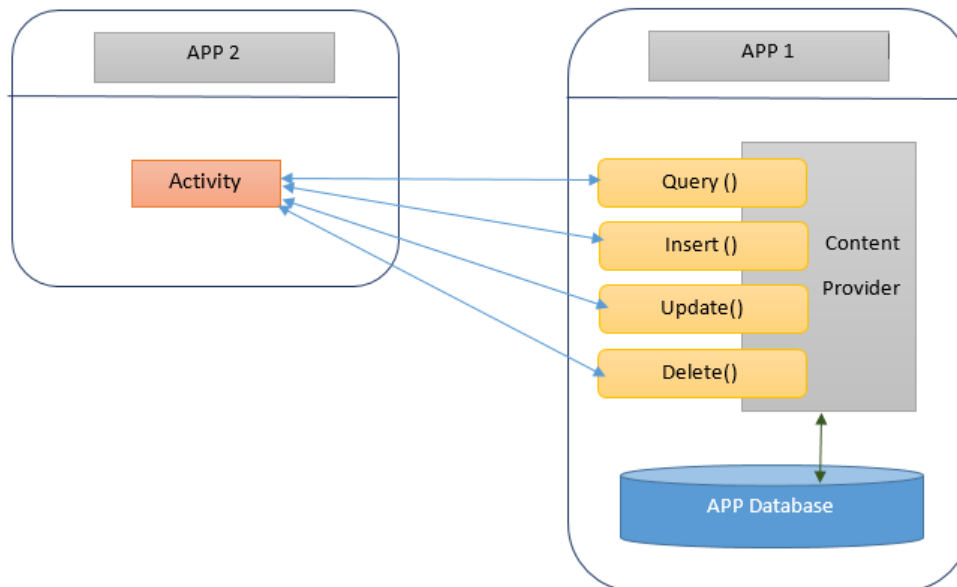 APP 2
APP 1
Activity
Query ()
Insert ()
Update()
Delete()
Content
Provider
APP Database